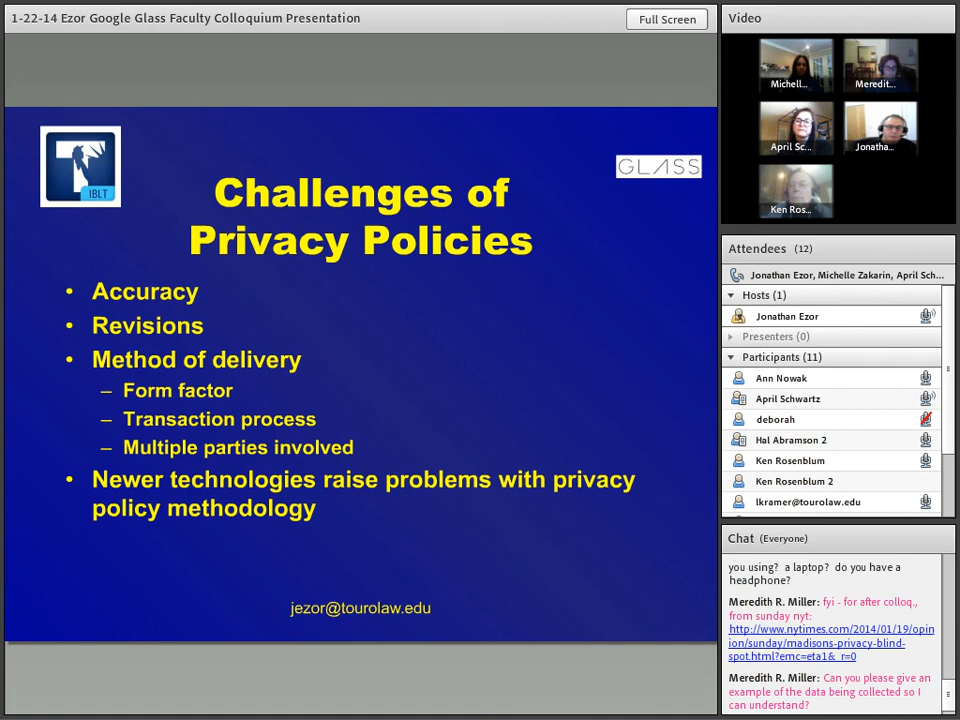 1-22-14 Ezor Google Glass Faculty Colloquium Presentation
Full Screen
IBLT
GLASS
Challenges of
Privacy Policies
• Accuracy
• Revisions
• Method of delivery
– Form factor
– Transaction process
– Multiple parties involved
• Newer technologies raise problems with privacy
policy methodology
jezor@tourolaw.edu
Video
Michell...
Meredit...
April Sc...
Jonatha...
Ken Ros...
Attendees (12)
Jonathan Ezor, Michelle Zakarin, April Sch...
Hosts (1)
Jonathan Ezor
Presenters (0)
Participants (11)
Ann Nowak
April Schwartz
deborah
Hal Abramson 2
Ken Rosenblum
Ken Rosenblum 2
lkramer@tourolaw.edu
Chat (Everyone)
you using? a laptop? do you have a
headphone?
Meredith R. Miller: fyi - for after colloq.,
from sunday nyt:
http://www.nytimes.com/2014/01/19/opin
ion/sunday/madisons-privacy-blind-
spot.html?emc=eta1&_r=0
Meredith R. Miller: Can you please give an
example of the data being collected so I
can understand?